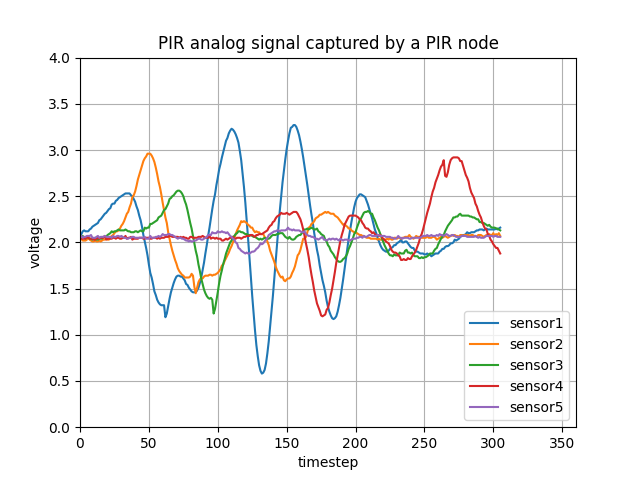 PIR analog signal captured by a PIR node
voltage
4.0
3.5
3.0
2.5
2.0
1.5
1.0
0.5
0.0
0 50 100 150 200 250 300 350
timestep
sensor1
sensor2
sensor3
sensor4
sensor5